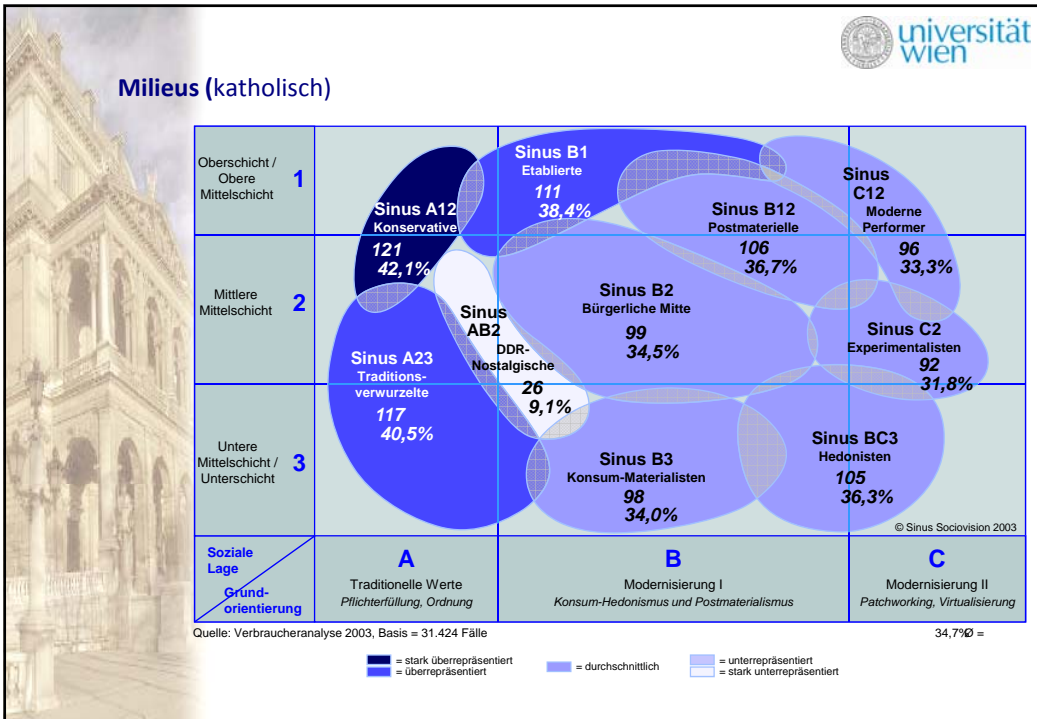 universität
wien
Milieus (katholisch)
Oberschicht /
Obere
Mittelschicht
1
Mittlere
Mittelschicht
2
Untere
Mittelschicht /
Unterschicht
3
Sinus B1
Etablierte
111
38,4%
Sinus A12
Konservative
121
42,1%
Sinus B12
Postmaterielle
106
36,7%
Sinus
C12
Moderne
Performer
96
33,3%
Sinus B2
Bürgerliche Mitte
99
34,5%
Sinus
AB2
DDR-
Nostalgische
26
9,1%
Sinus A23
Traditions-
verwurzelte
117
40,5%
Sinus C2
Experimentalisten
92
31,8%
Sinus B3
Konsum-Materialisten
98
34,0%
Sinus BC3
Hedonisten
105
36,3%
© Sinus Sociovision 2003
Soziale
Lage
Grund-
orientierung
A
Traditionelle Werte
Pflichterfüllung, Ordnung
B
Modernisierung I
Konsum-Hedonismus und Postmaterialismus
C
Modernisierung II
Patchworking, Virtualisierung
Quelle: Verbraucheranalyse 2003, Basis = 31.424 Fälle
34,7%Ø =
= stark überrepräsentiert
= überrepräsentiert
= durchschnittlich
= unterrepräsentiert
= stark unterrepräsentiert